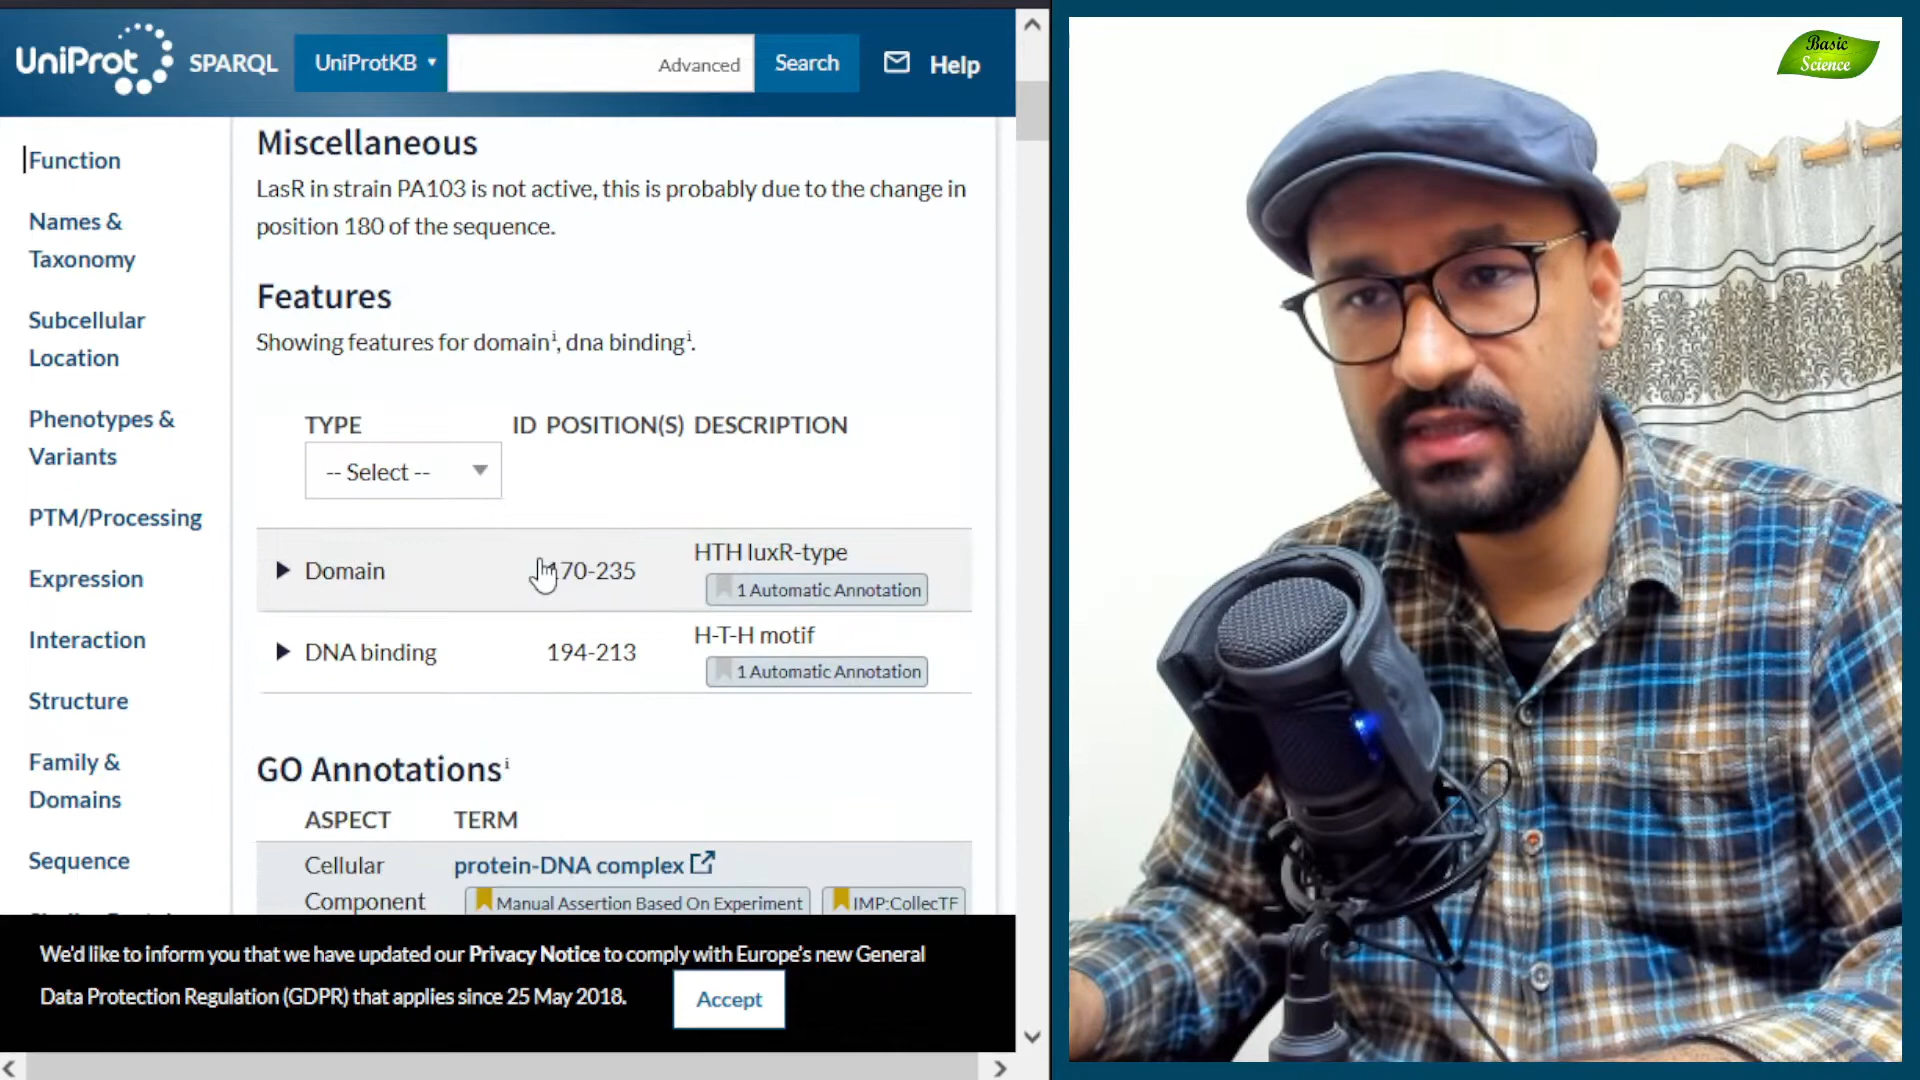 UniProt SPARQL UniProtKB Advanced Search Help
Function
Names &
Taxonomy
Subcellular
Location
Phenotypes &
Variants
PTM/Processing
Expression
Interaction
Structure
Family &
Domains
Sequence
Miscellaneous
LasR in strain PA103 is not active, this is probably due to the change in
position 180 of the sequence.
Features
Showing features for domainⁱ, dna bindingⁱ.
TYPE ID POSITION(S) DESCRIPTION
-- Select --
Domain 170-235 HTH luxR-type
1 Automatic Annotation
DNA binding 194-213 H-T-H motif
1 Automatic Annotation
GO Annotationsⁱ
ASPECT TERM
Cellular protein-DNA complex
Component Manual Assertion Based On Experiment IMP:CollecTF
We'd like to inform you that we have updated our Privacy Notice to comply with Europe's new General
Data Protection Regulation (GDPR) that applies since 25 May 2018. Accept
Basic
Science